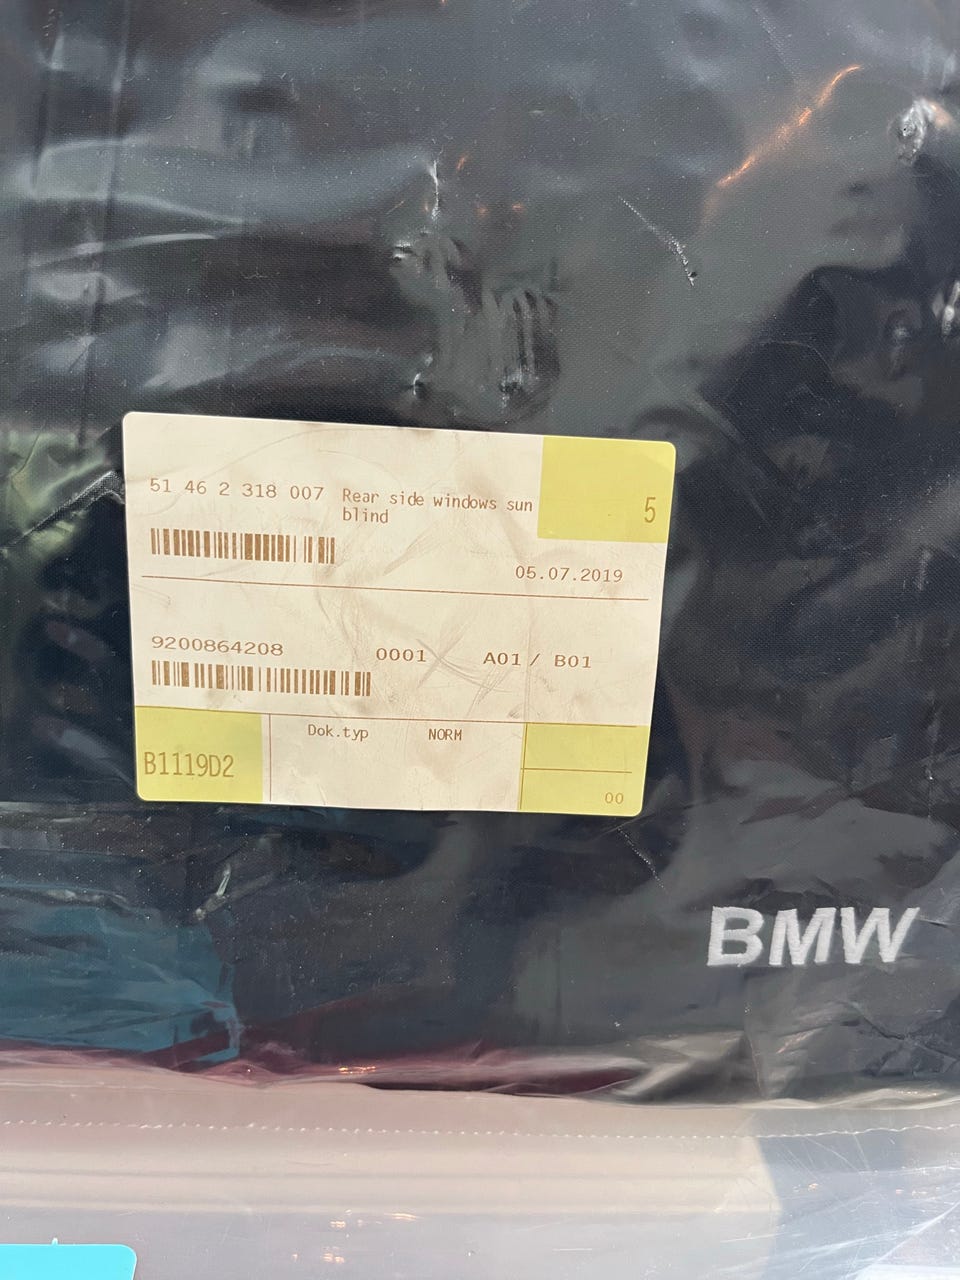 51 46 2 318 007 Rear side windows sun
blind
5
05.07.2019
9200864208 0001 A01 / B01
Dok.typ NORM
B1119D2
00
BMW